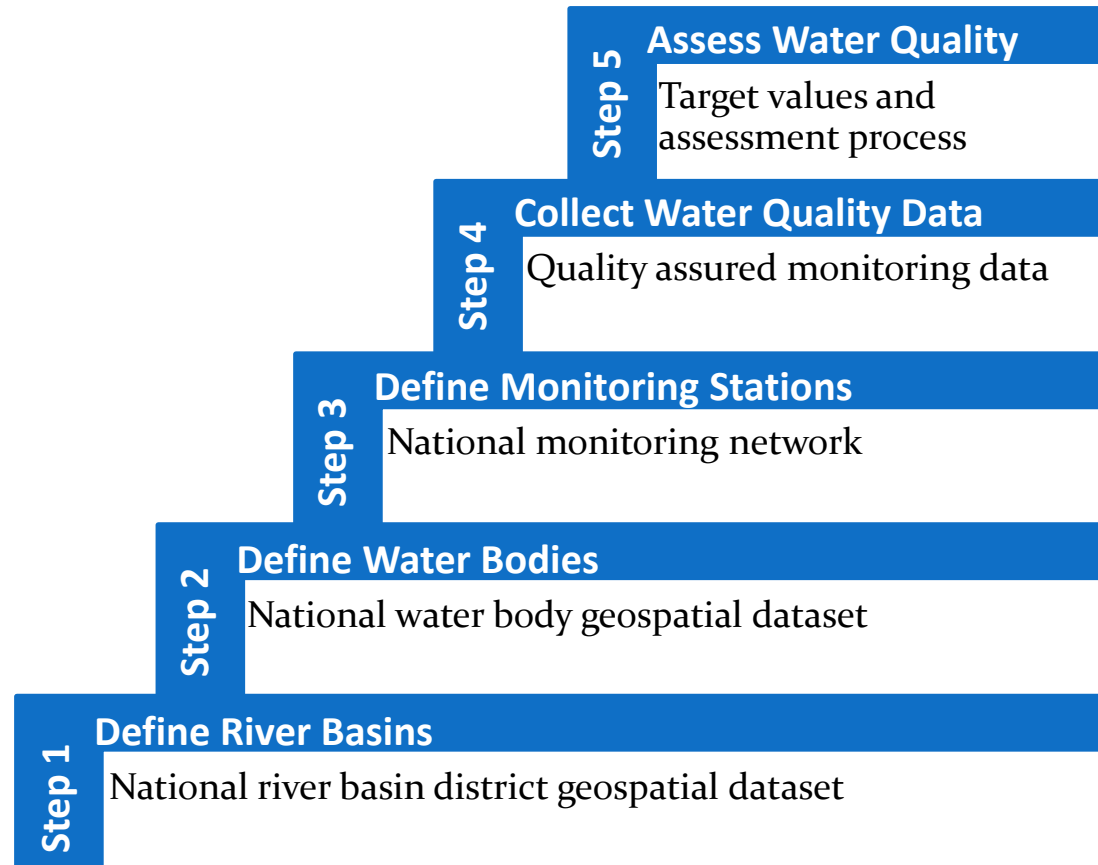 Step 5
Assess Water Quality
Target values and
assessment process
Step 4
Collect Water Quality Data
Quality assured monitoring data
Step 3
Define Monitoring Stations
National monitoring network
Step 2
Define Water Bodies
National water body geospatial dataset
Step 1
Define River Basins
National river basin district geospatial dataset